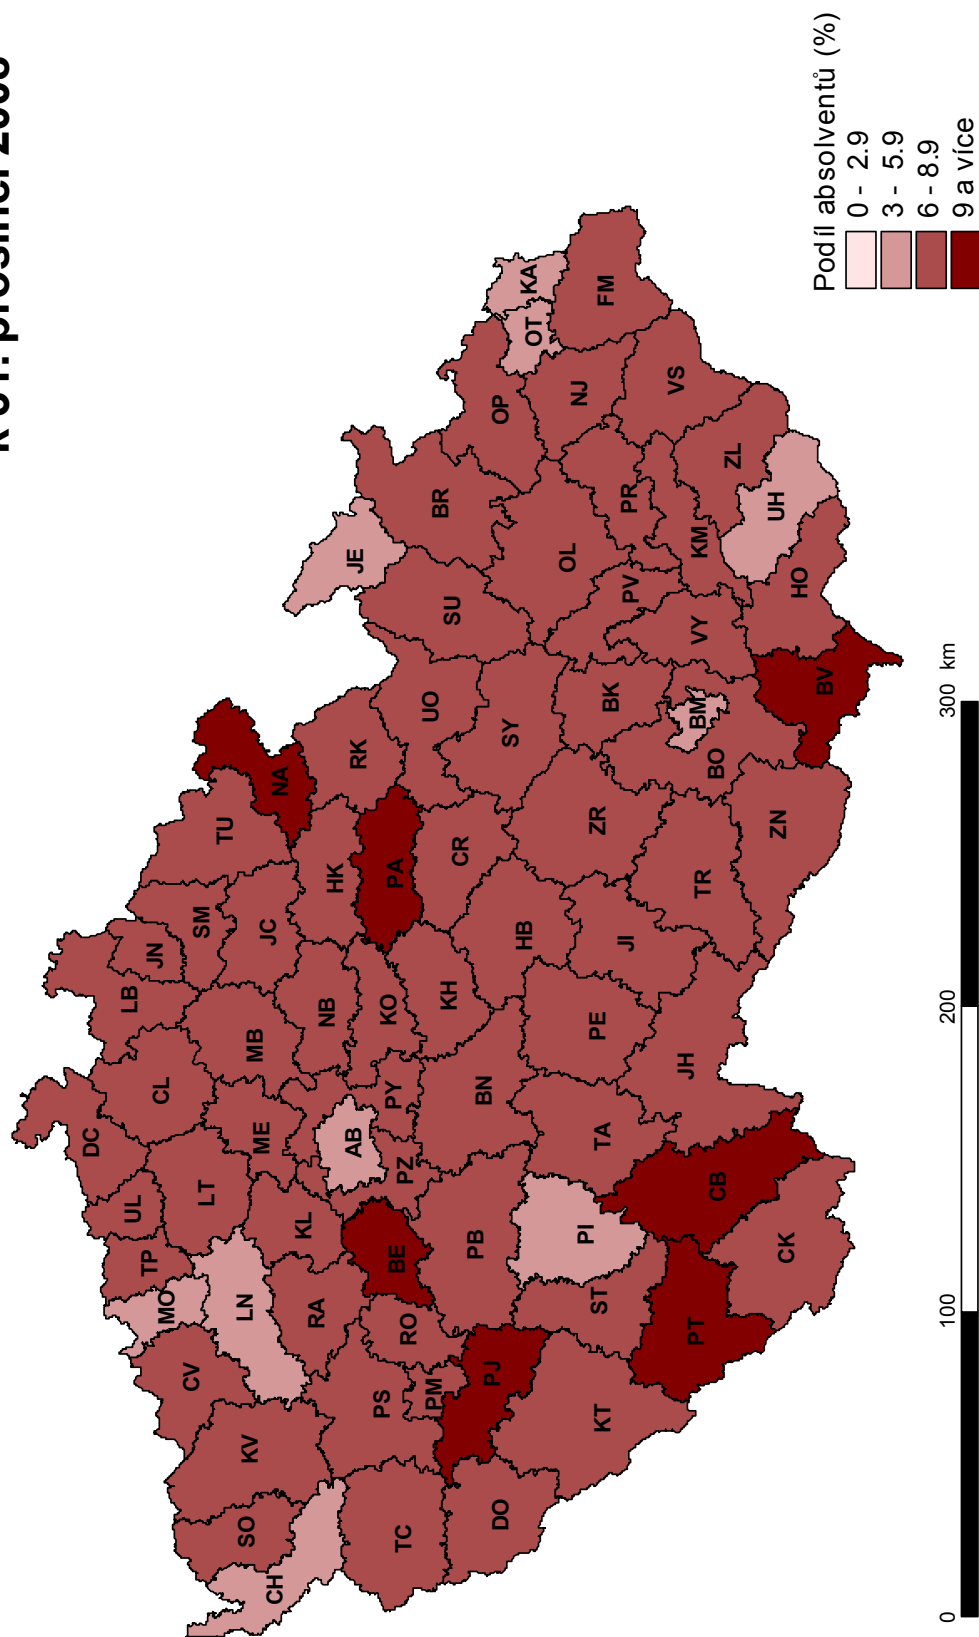 k 31. prosinci
DC
LB
UL
TP
JN
CL
MO
CV
SM
LT
TU
KV
LN
SO
MB
ME
JC
CH
NA
KL
RA
NB
HK
AB
JE
RK
PS
KO
PY
PA
BE
TC
PZ
RO
UO
PM
BR
KH
SU
CR
PB
BN
PJ
OP
DO
SY
HB
KA
OT
OL
NJ
PI
PE
ZR
ST
TA
KT
FM
BK
JI
PR
PV
VS
JH
PT
BM
VY
KM
TR
BO
CB
ZL
UH
ZN
CK
HO
BV
Podíl absolventů (%)
0 - 2.9
3 - 5.9
6 - 8.9
9 a více
0 100 200 300 km